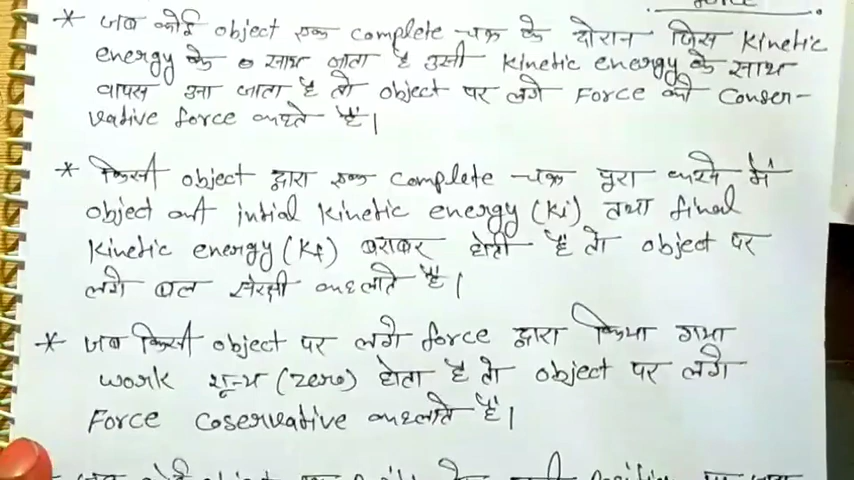 * जब कोई object एक complete चक्र के दोरान जिस Kinetic
energy के साथ जाता है उसी Kinetic energy के साथ
वापस आ जाता है तो object पर लगे Force को Conser-
vative force कहते हैं।
* किसी object द्वारा एक complete चक्र पुरा करने में
object की intial kinetic energy (Ki) तथा final
Kinetic energy (Kf) बराबर होती है तो object पर
लगे बल संरक्षी कहलाते हैं।
* जब किसी object पर लगे force द्वारा किया गया
work शून्य (zero) होता है तो object पर लगे
Force coservative कहलाते हैं।